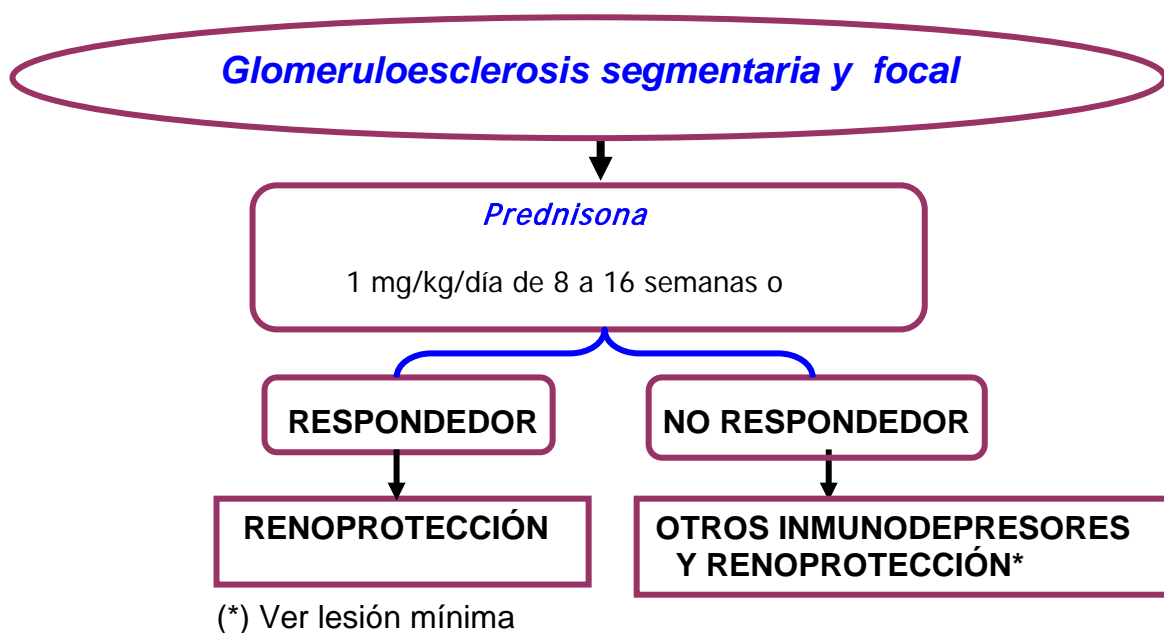 Glomeruloesclerosis segmentaria y focal
Prednisona
1 mg/kg/día de 8 a 16 semanas o
RESPONDEDOR
NO RESPONDEDOR
RENOPROTECCIÓN
OTROS INMUNODEPRESORES
Y RENOPROTECCIÓN*
(*) Ver lesión mínima